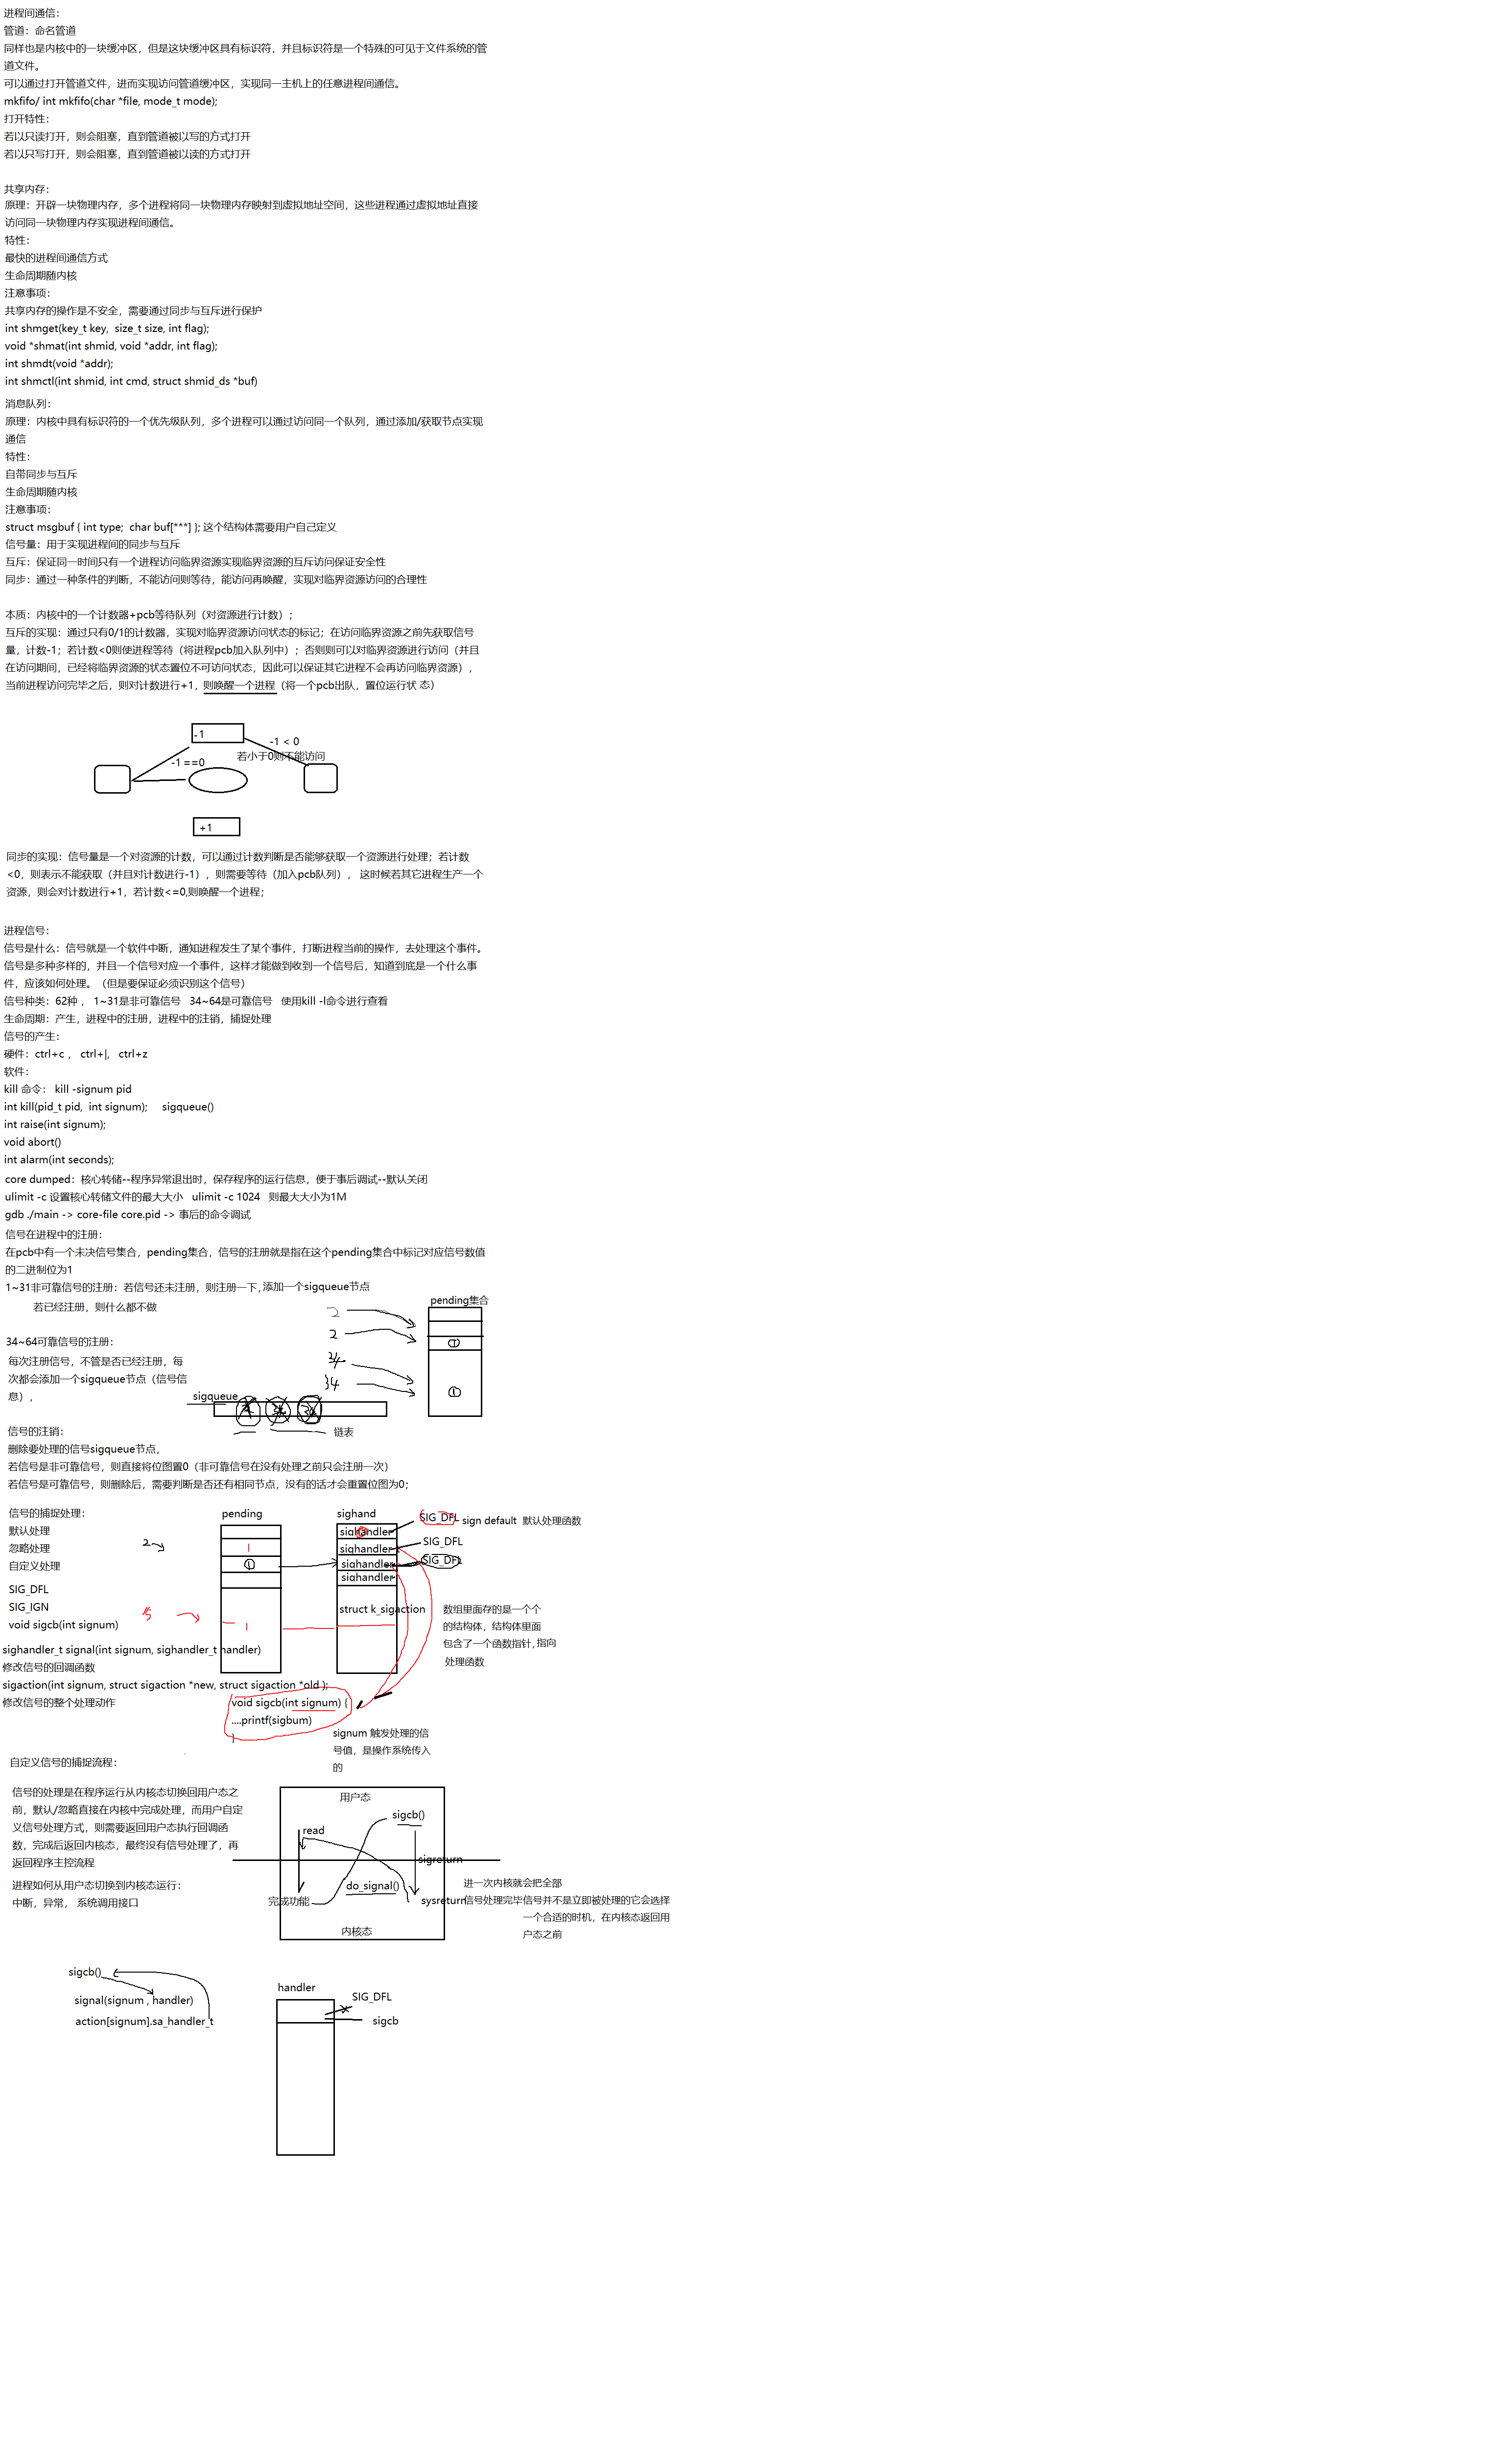 进程间通信：
管道：命名管道
同样也是内核中的一块缓冲区，但是这块缓冲区具有标识符，并且标识符是一个特殊的可见于文件系统的管
道文件。
可以通过打开管道文件，进而实现访问管道缓冲区，实现同一主机上的任意进程间通信。
mkfifo/ int mkfifo(char *file, mode_t mode);
打开特性：
若以只读打开，则会阻塞，直到管道被以写的方式打开
若以只写打开，则会阻塞，直到管道被以读的方式打开
共享内存：
原理：开辟一块物理内存，多个进程将同一块物理内存映射到虚拟地址空间，这些进程通过虚拟地址直接
访问同一块物理内存实现进程间通信。
特性：
最快的进程间通信方式
生命周期随内核
注意事项：
共享内存的操作是不安全，需要通过同步与互斥进行保护
int shmget(key_t key,  size_t size, int flag);
void *shmat(int shmid, void *addr, int flag);
int shmdt(void *addr);
int shmctl(int shmid, int cmd, struct shmid_ds *buf)
消息队列：
原理：内核中具有标识符的一个优先级队列，多个进程可以通过访问同一个队列，通过添加/获取节点实现
通信
特性：
自带同步与互斥
生命周期随内核
注意事项：
struct msgbuf { int type;  char buf[***] }; 这个结构体需要用户自己定义
信号量：用于实现进程间的同步与互斥
互斥：保证同一时间只有一个进程访问临界资源实现临界资源的互斥访问保证安全性
同步：通过一种条件的判断，不能访问则等待，能访问再唤醒，实现对临界资源访问的合理性
本质：内核中的一个计数器+pcb等待队列（对资源进行计数）；
互斥的实现：通过只有0/1的计数器，实现对临界资源访问状态的标记；在访问临界资源之前先获取信号
量，计数-1；若计数<0则使进程等待（将进程pcb加入队列中）；否则则可以对临界资源进行访问（并且
在访问期间，已经将临界资源的状态置位不可访问状态，因此可以保证其它进程不会再访问临界资源），
当前进程访问完毕之后，则对计数进行+1，则唤醒一个进程（将一个pcb出队，置位运行状 态）
-1
-1 < 0
若小于0则不能访问
-1 ==0
+1
同步的实现：信号量是一个对资源的计数，可以通过计数判断是否能够获取一个资源进行处理；若计数
<0，则表示不能获取（并且对计数进行-1），则需要等待（加入pcb队列）， 这时候若其它进程生产一个
资源，则会对计数进行+1，若计数<=0,则唤醒一个进程；
进程信号：
信号是什么：信号就是一个软件中断，通知进程发生了某个事件，打断进程当前的操作，去处理这个事件。
信号是多种多样的，并且一个信号对应一个事件，这样才能做到收到一个信号后，知道到底是一个什么事
件，应该如何处理。（但是要保证必须识别这个信号）
信号种类：62种 ， 1~31是非可靠信号   34~64是可靠信号   使用kill -l命令进行查看
生命周期：产生，进程中的注册，进程中的注销，捕捉处理
信号的产生：
硬件：ctrl+c ， ctrl+|,   ctrl+z
软件：
kill 命令： kill -signum pid
int kill(pid_t pid,  int signum);     sigqueue()
int raise(int signum);
void abort()
int alarm(int seconds);
core dumped：核心转储--程序异常退出时，保存程序的运行信息，便于事后调试--默认关闭
ulimit -c 设置核心转储文件的最大大小   ulimit -c 1024   则最大大小为1M
gdb ./main -> core-file core.pid -> 事后的命令调试
信号在进程中的注册：
在pcb中有一个未决信号集合，pending集合，信号的注册就是指在这个pending集合中标记对应信号数值
的二进制位为1
1~31非可靠信号的注册：若信号还未注册，则注册一下，添加一个sigqueue节点
若已经注册，则什么都不做
pending集合
2
2
1
34~64可靠信号的注册：
每次注册信号，不管是否已经注册，每
次都会添加一个sigqueue节点（信号信
息），
34
34
1
sigqueue
链表
信号的注销：
删除要处理的信号sigqueue节点，
若信号是非可靠信号，则直接将位图置0（非可靠信号在没有处理之前只会注册一次）
若信号是可靠信号，则删除后，需要判断是否还有相同节点，没有的话才会重置位图为0；
信号的捕捉处理：
默认处理
忽略处理
自定义处理
SIG_DFL
SIG_IGN
void sigcb(int signum)
pending
2
1
1
1
sighand
sighandler
sighandler
sighandler
sighandler
struct k_sigaction
SIG_DFL sign default  默认处理函数
SIG_DFL
SIG_DFL
数组里面存的是一个个
的结构体，结构体里面
包含了一个函数指针，指向
处理函数
sighandler_t signal(int signum, sighandler_t handler)
修改信号的回调函数
sigaction(int signum, struct sigaction *new, struct sigaction *old );
修改信号的整个处理动作
void sigcb(int signum) {
....printf(sigbum)
}
signum 触发处理的信
号值，是操作系统传入
的
自定义信号的捕捉流程：
信号的处理是在程序运行从内核态切换回用户态之
前，默认/忽略直接在内核中完成处理，而用户自定
义信号处理方式，则需要返回用户态执行回调函
数，完成后返回内核态，最终没有信号处理了，再
返回程序主控流程
进程如何从用户态切换到内核态运行：
中断，异常， 系统调用接口
用户态
sigcb()
read
sigreturn
do_signal()
完成功能
sysreturn
内核态
进一次内核就会把全部
信号处理完毕信号并不是立即被处理的它会选择
一个合适的时机，在内核态返回用
户态之前
sigcb()
signal(signum , handler)
action[signum].sa_handler_t
handler
SIG_DFL
sigcb